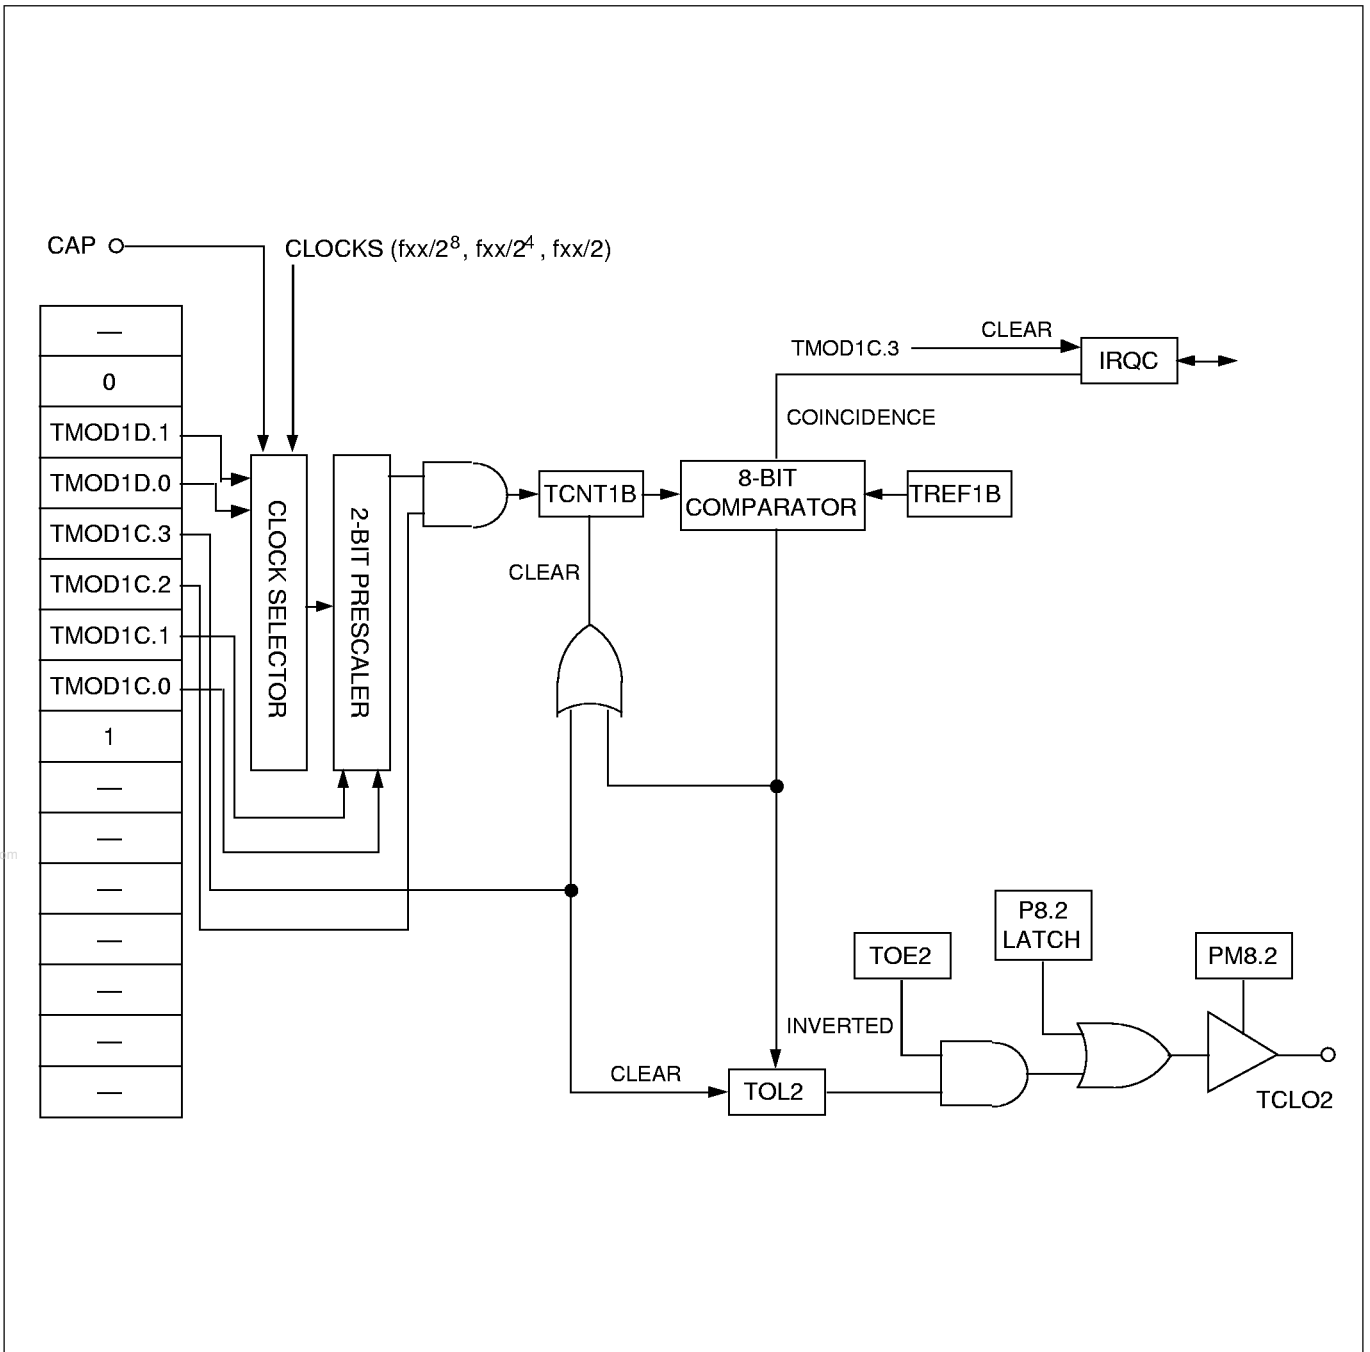 CAP
CLOCKS (fxx/2⁸, fxx/2⁴ , fxx/2)
—
0
TMOD1D.1
TMOD1D.0
TMOD1C.3
TMOD1C.2
TMOD1C.1
TMOD1C.0
1
—
—
—
—
—
—
—
CLOCK SELECTOR
2-BIT PRESCALER
TCNT1B
CLEAR
8-BIT
COMPARATOR
TREF1B
COINCIDENCE
TMOD1C.3
CLEAR
IRQC
CLEAR
INVERTED
TOL2
TOE2
P8.2
LATCH
PM8.2
TCLO2
om